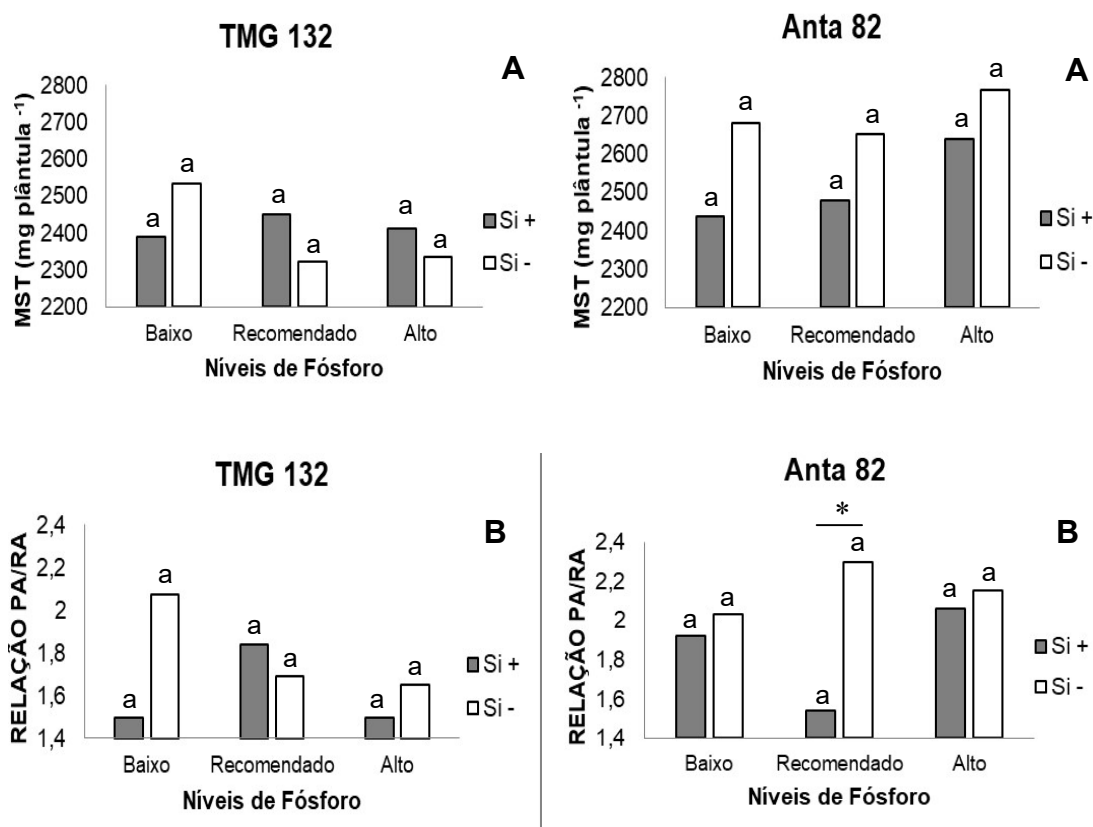 TMG 132
A
MST (mg plântula ⁻¹)
2800
2700
2600
2500
2400
2300
2200
a
a
a
a
a
a
Si +
Si -
Baixo
Recomendado
Alto
Níveis de Fósforo
Anta 82
A
MST (mg plântula ⁻¹)
2800
2700
2600
2500
2400
2300
2200
a
a
a
a
a
a
Si +
Si -
Baixo
Recomendado
Alto
Níveis de Fósforo
TMG 132
B
RELAÇÃO PA/RA
2,4
2,2
2
1,8
1,6
1,4
a
a
a
a
a
a
Si +
Si -
Baixo
Recomendado
Alto
Níveis de Fósforo
Anta 82
B
RELAÇÃO PA/RA
2,4
2,2
2
1,8
1,6
1,4
a
a
*
a
a
a
a
Si +
Si -
Baixo
Recomendado
Alto
Níveis de Fósforo